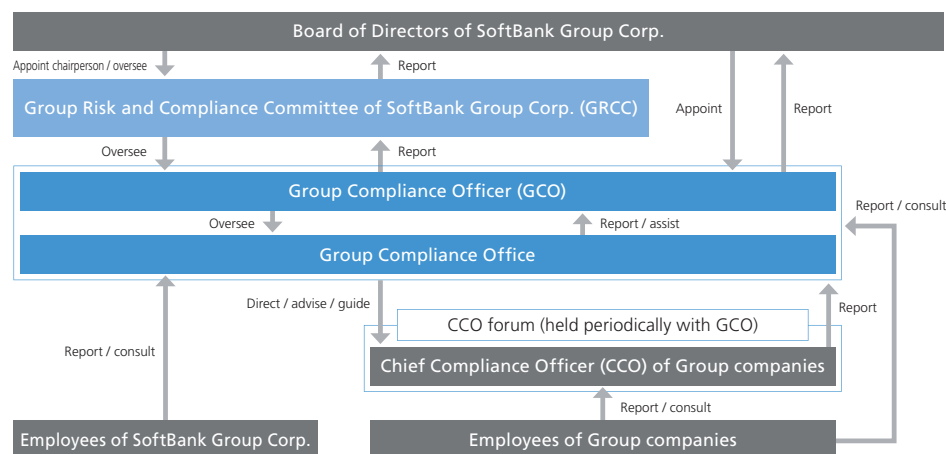 Board of Directors of SoftBank Group Corp.
Appoint chairperson / oversee
Report
Group Risk and Compliance Committee of SoftBank Group Corp. (GRCC)
Appoint
Report
Oversee
Report
Group Compliance Officer (GCO)
Report / consult
Oversee
Report / assist
Group Compliance Office
Direct / advise / guide
Report
CCO forum (held periodically with GCO)
Report / consult
Chief Compliance Officer (CCO) of Group companies
Report / consult
Employees of SoftBank Group Corp.
Employees of Group companies